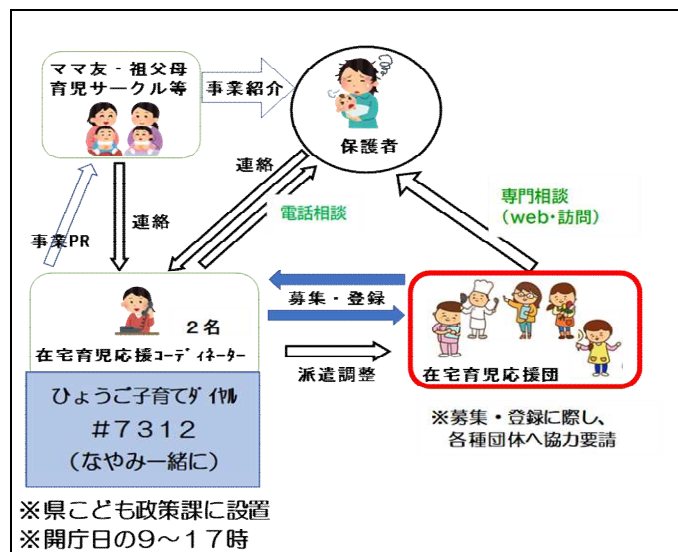 ママ友・祖父母
育児サークル等
事業紹介
保護者
連絡
電話相談
専門相談
（web・訪問）
連絡
事業PR
募集・登録
２名
在宅育児応援ｺｰﾃﾞｨﾈｰﾀｰ
派遣調整
在宅育児応援団
ひょうご子育てﾀﾞｲﾔﾙ
＃７３１２
（なやみ一緒に）
※募集・登録に際し、
各種団体へ協力要請
※県こども政策課に設置
※開庁日の９～１７時